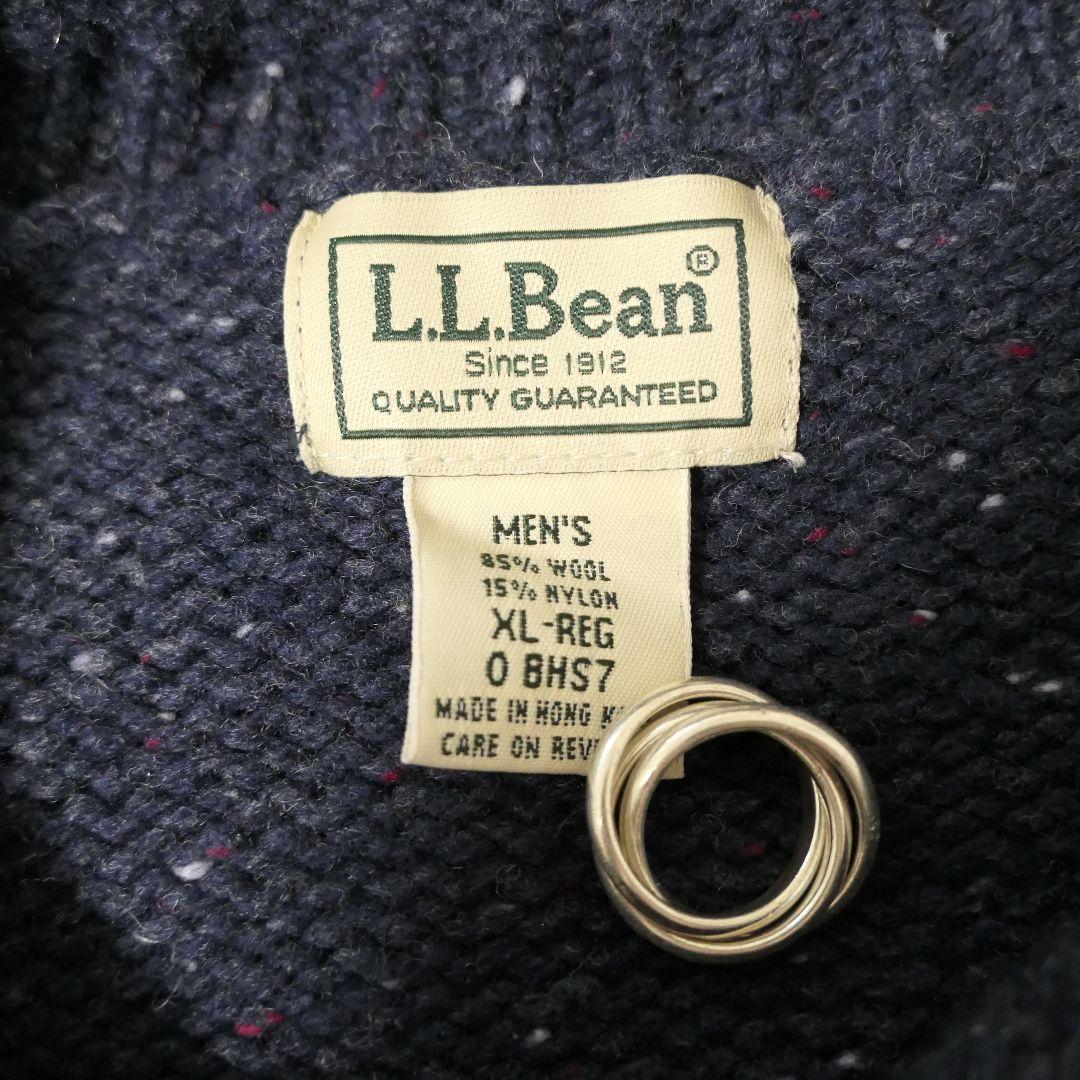 L.L.Bean®
Since 1912
QUALITY GUARANTEED
MEN'S
85% WOOL
15% NYLON
XL-REG
0 BHS7
MADE IN HONG
CARE ON